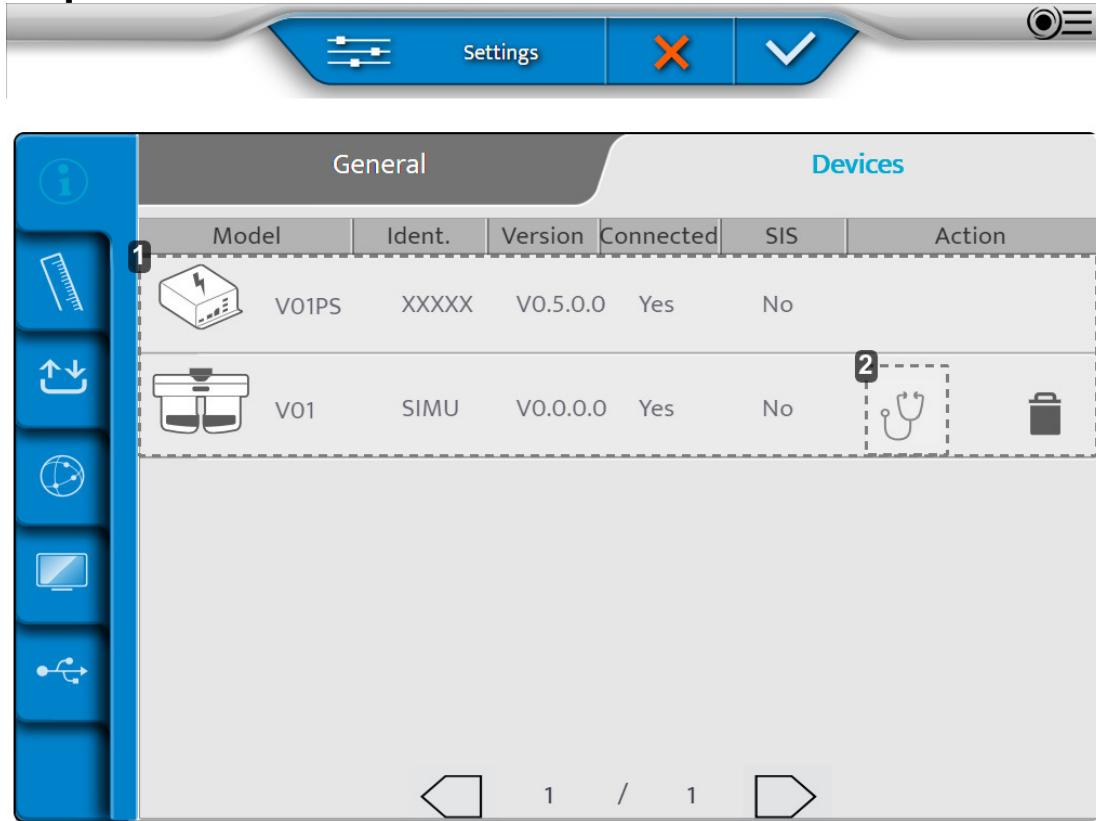 Settings
General Devices
Model Ident. Version Connected SIS Action
1
V01PS XXXXX V0.5.0.0 Yes No
2
V01 SIMU V0.0.0.0 Yes No
1 / 1